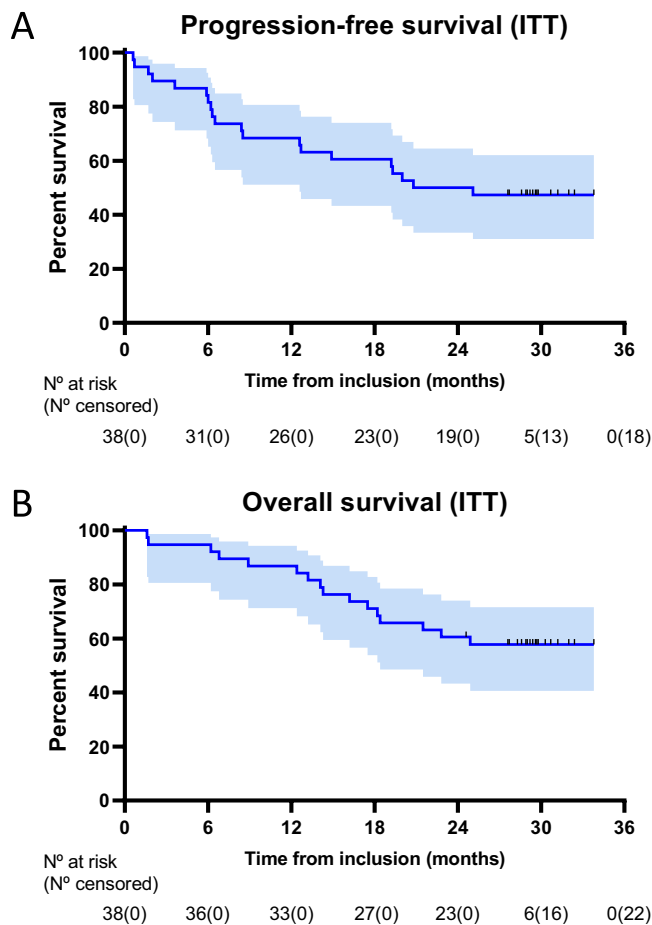 A
Progression-free survival (ITT)
Percent survival
100
80
60
40
20
0
0 6 12 18 24 30 36
Time from inclusion (months)
Nº at risk
(Nº censored)
38(0) 31(0) 26(0) 23(0) 19(0) 5(13) 0(18)
B
Overall survival (ITT)
Percent survival
100
80
60
40
20
0
0 6 12 18 24 30 36
Time from inclusion (months)
Nº at risk
(Nº censored)
38(0) 36(0) 33(0) 27(0) 23(0) 6(16) 0(22)